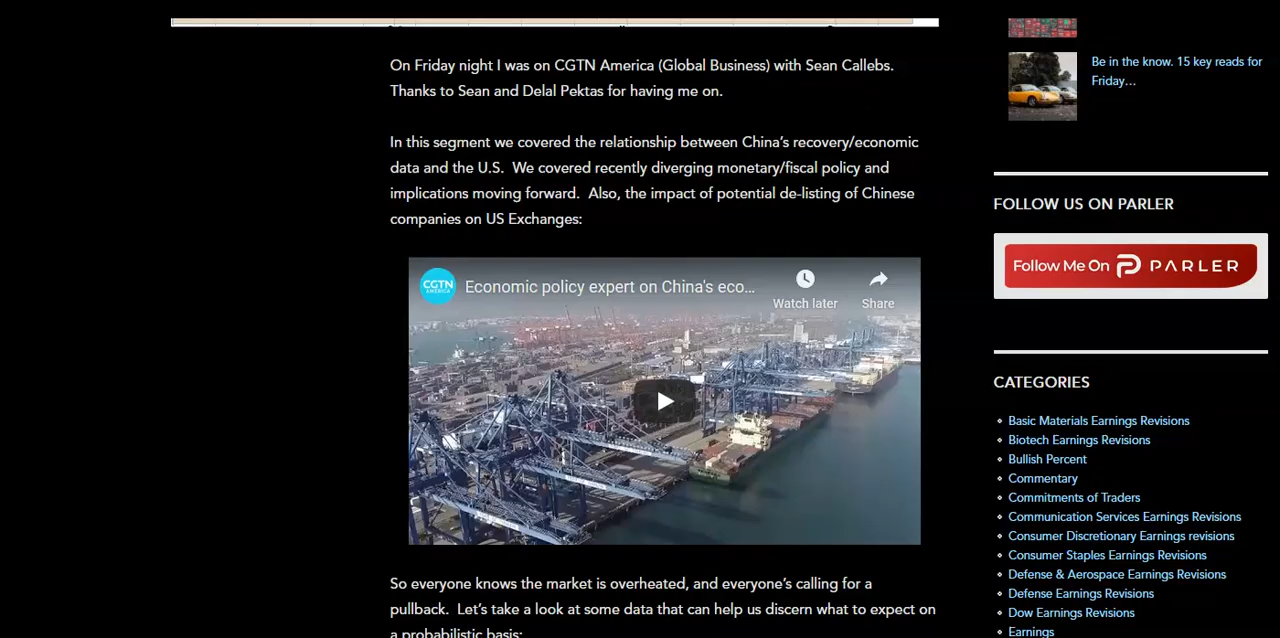 On Friday night I was on CGTN America (Global Business) with Sean Callebs.
Thanks to Sean and Delal Pektas for having me on.
In this segment we covered the relationship between China's recovery/economic
data and the U.S.  We covered recently diverging monetary/fiscal policy and
implications moving forward.  Also, the impact of potential de-listing of Chinese
companies on US Exchanges:
CGTN
AMERICA
Economic policy expert on China's eco...
Watch later
Share
So everyone knows the market is overheated, and everyone's calling for a
pullback.  Let's take a look at some data that can help us discern what to expect on
a probabilistic basis:
Be in the know. 15 key reads for
Friday…
FOLLOW US ON PARLER
Follow Me On PARLER
CATEGORIES
Basic Materials Earnings Revisions
Biotech Earnings Revisions
Bullish Percent
Commentary
Commitments of Traders
Communication Services Earnings Revisions
Consumer Discretionary Earnings revisions
Consumer Staples Earnings Revisions
Defense & Aerospace Earnings Revisions
Defense Earnings Revisions
Dow Earnings Revisions
Earnings